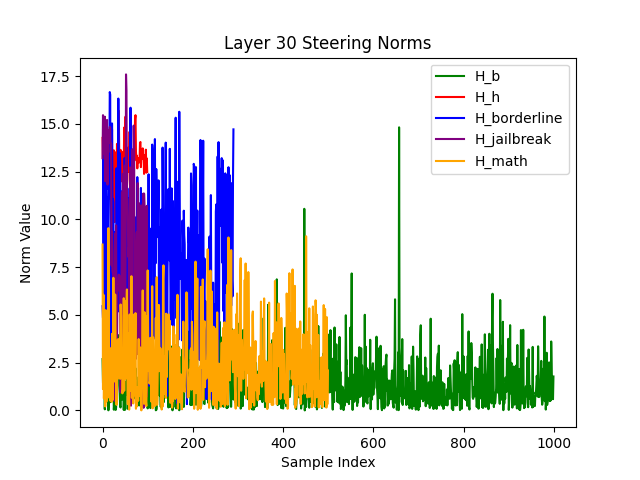 Layer 30 Steering Norms
Norm Value
17.5
15.0
12.5
10.0
7.5
5.0
2.5
0.0
H_b
H_h
H_borderline
H_jailbreak
H_math
0 200 400 600 800 1000
Sample Index